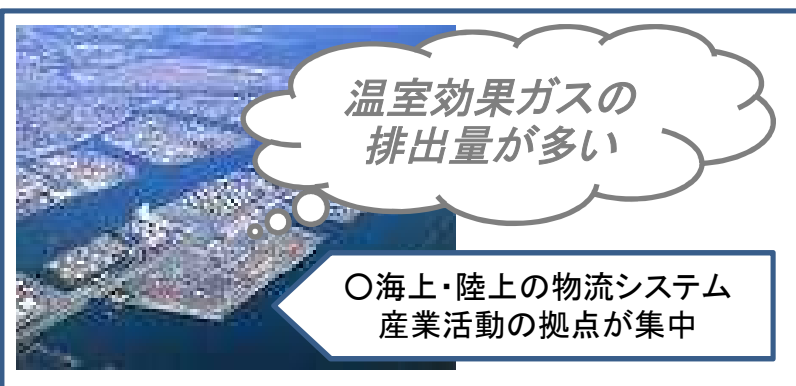 温室効果ガスの
排出量が多い
○海上・陸上の物流システム
産業活動の拠点が集中